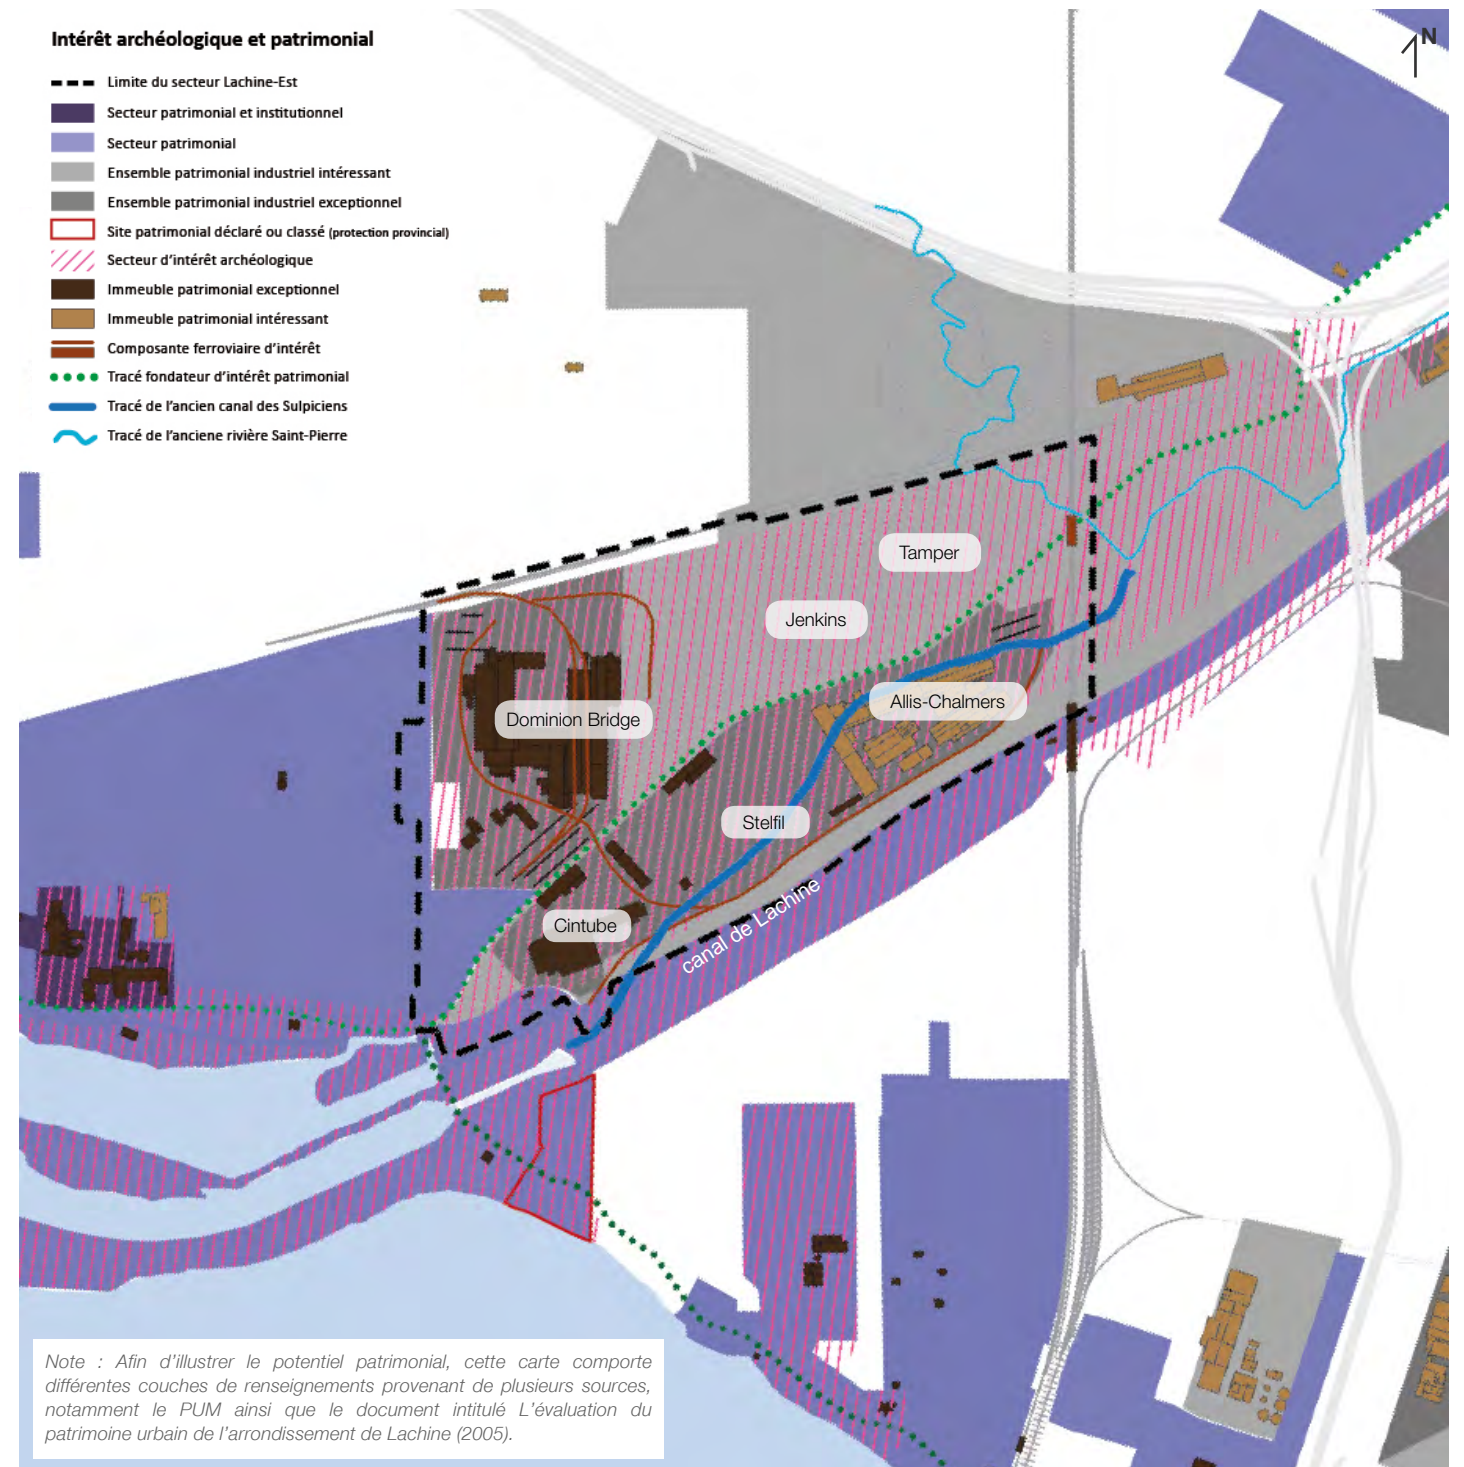 Intérêt archéologique et patrimonial
N
Limite du secteur Lachine-Est
Secteur patrimonial et institutionnel
Secteur patrimonial
Ensemble patrimonial industriel intéressant
Ensemble patrimonial industriel exceptionnel
Site patrimonial déclaré ou classé (protection provincial)
Secteur d'intérêt archéologique
Immeuble patrimonial exceptionnel
Immeuble patrimonial intéressant
Composante ferroviaire d'intérêt
Tracé fondateur d'intérêt patrimonial
Tracé de l'ancien canal des Sulpiciens
Tracé de l'anciene rivière Saint-Pierre
Tamper
Jenkins
Allis-Chalmers
Dominion Bridge
Stelfil
Cintube
canal de Lachine
Note : Afin d'illustrer le potentiel patrimonial, cette carte comporte
différentes couches de renseignements provenant de plusieurs sources,
notamment le PUM ainsi que le document intitulé L'évaluation du
patrimoine urbain de l'arrondissement de Lachine (2005).